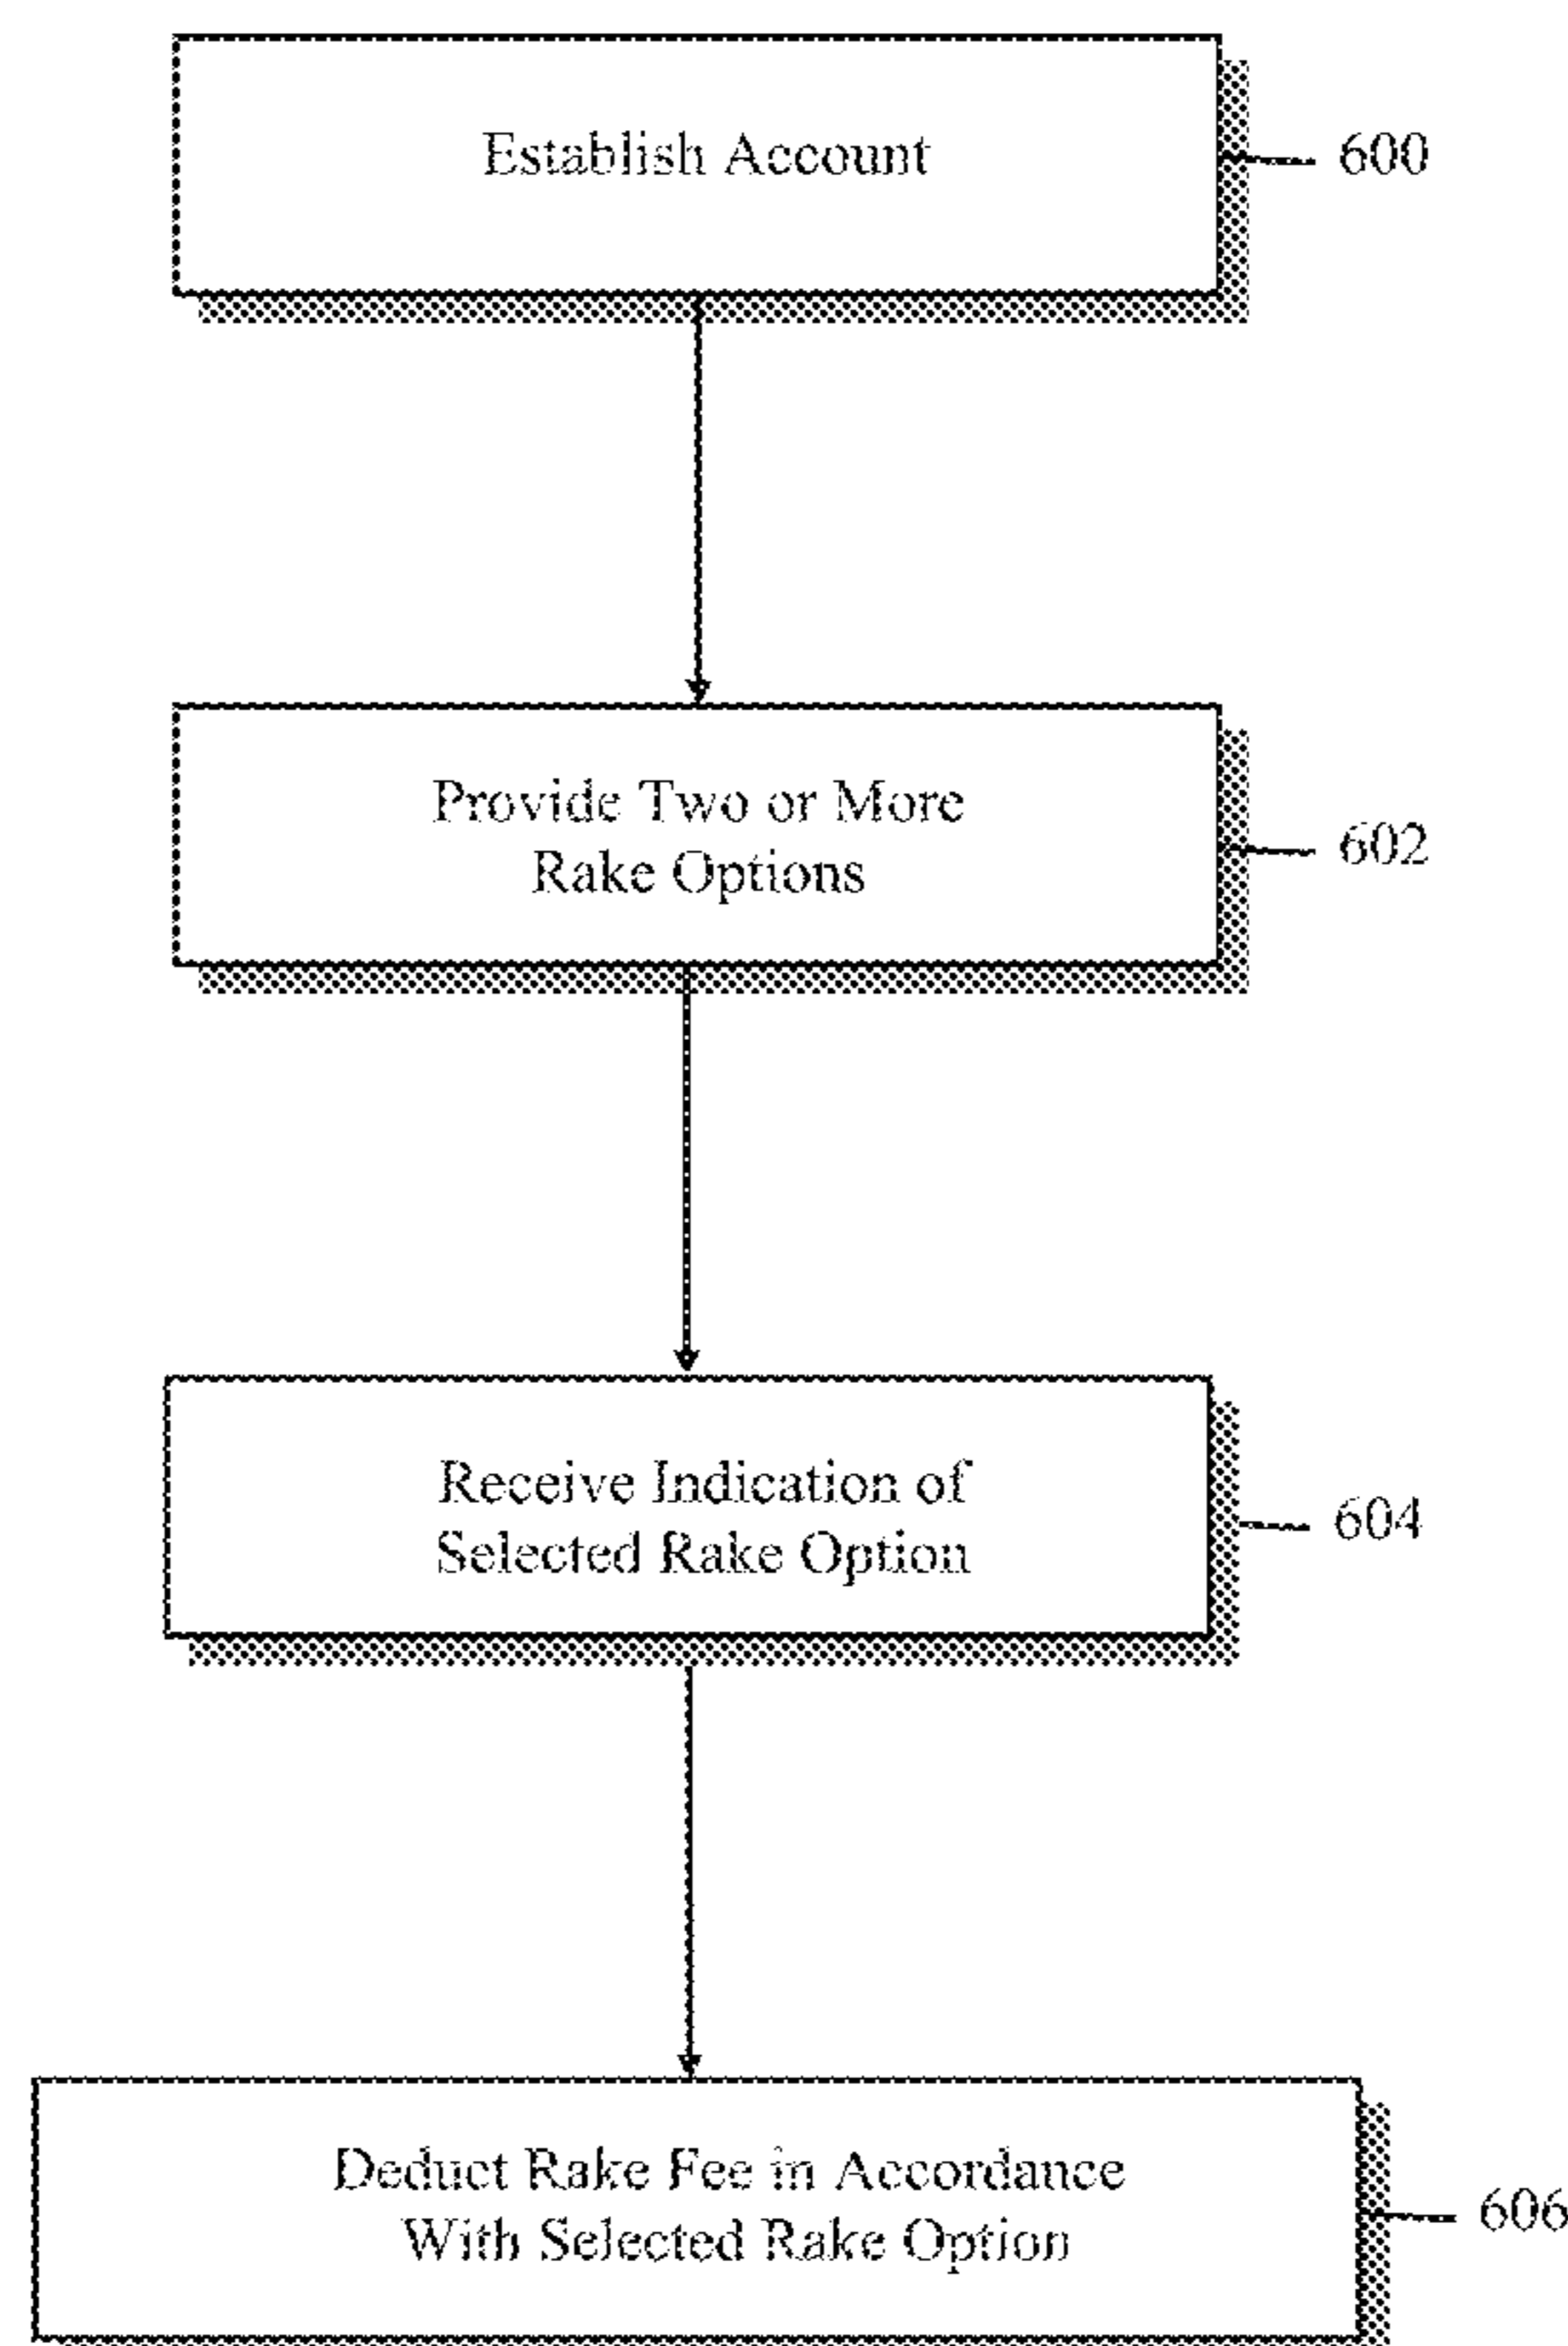 Establish Account
600
Provide Two or More
Rake Options
602
Receive Indication of
Selected Rake Option
604
Deduct Rake Fee in Accordance
With Selected Rake Option
606